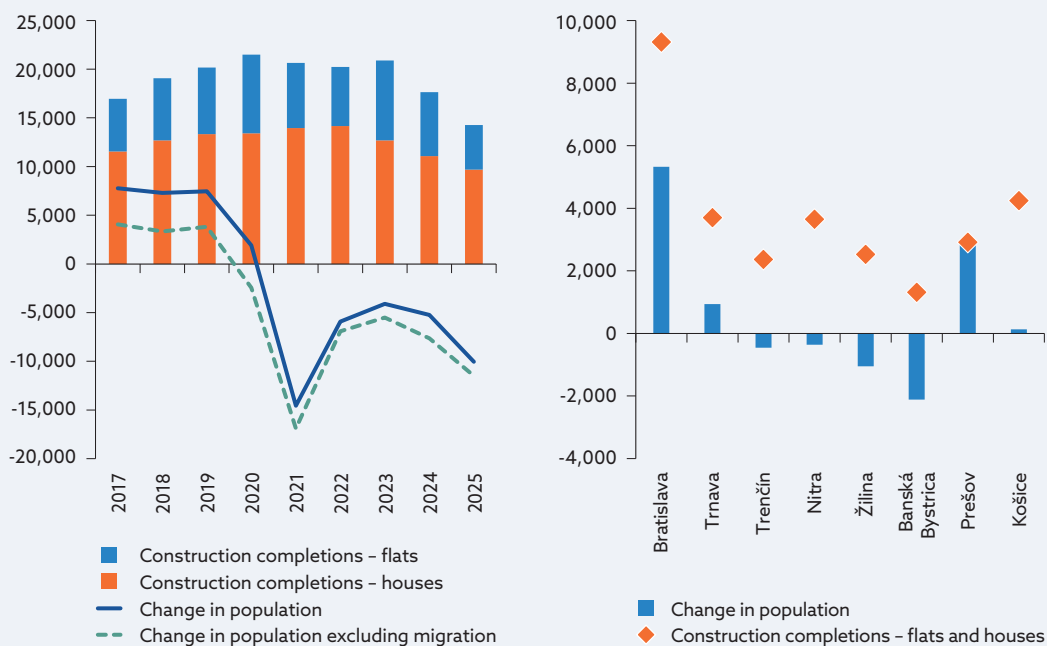 25,000
20,000
15,000
10,000
5,000
0
-5,000
-10,000
-15,000
-20,000
2017
2018
2019
2020
2021
2022
2023
2024
2025
Construction completions – flats
Construction completions – houses
Change in population
Change in population excluding migration
10,000
8,000
6,000
4,000
2,000
0
-2,000
-4,000
Bratislava
Trnava
Trenčín
Nitra
Žilina
Banská
Bystrica
Prešov
Košice
Change in population
Construction completions – flats and houses